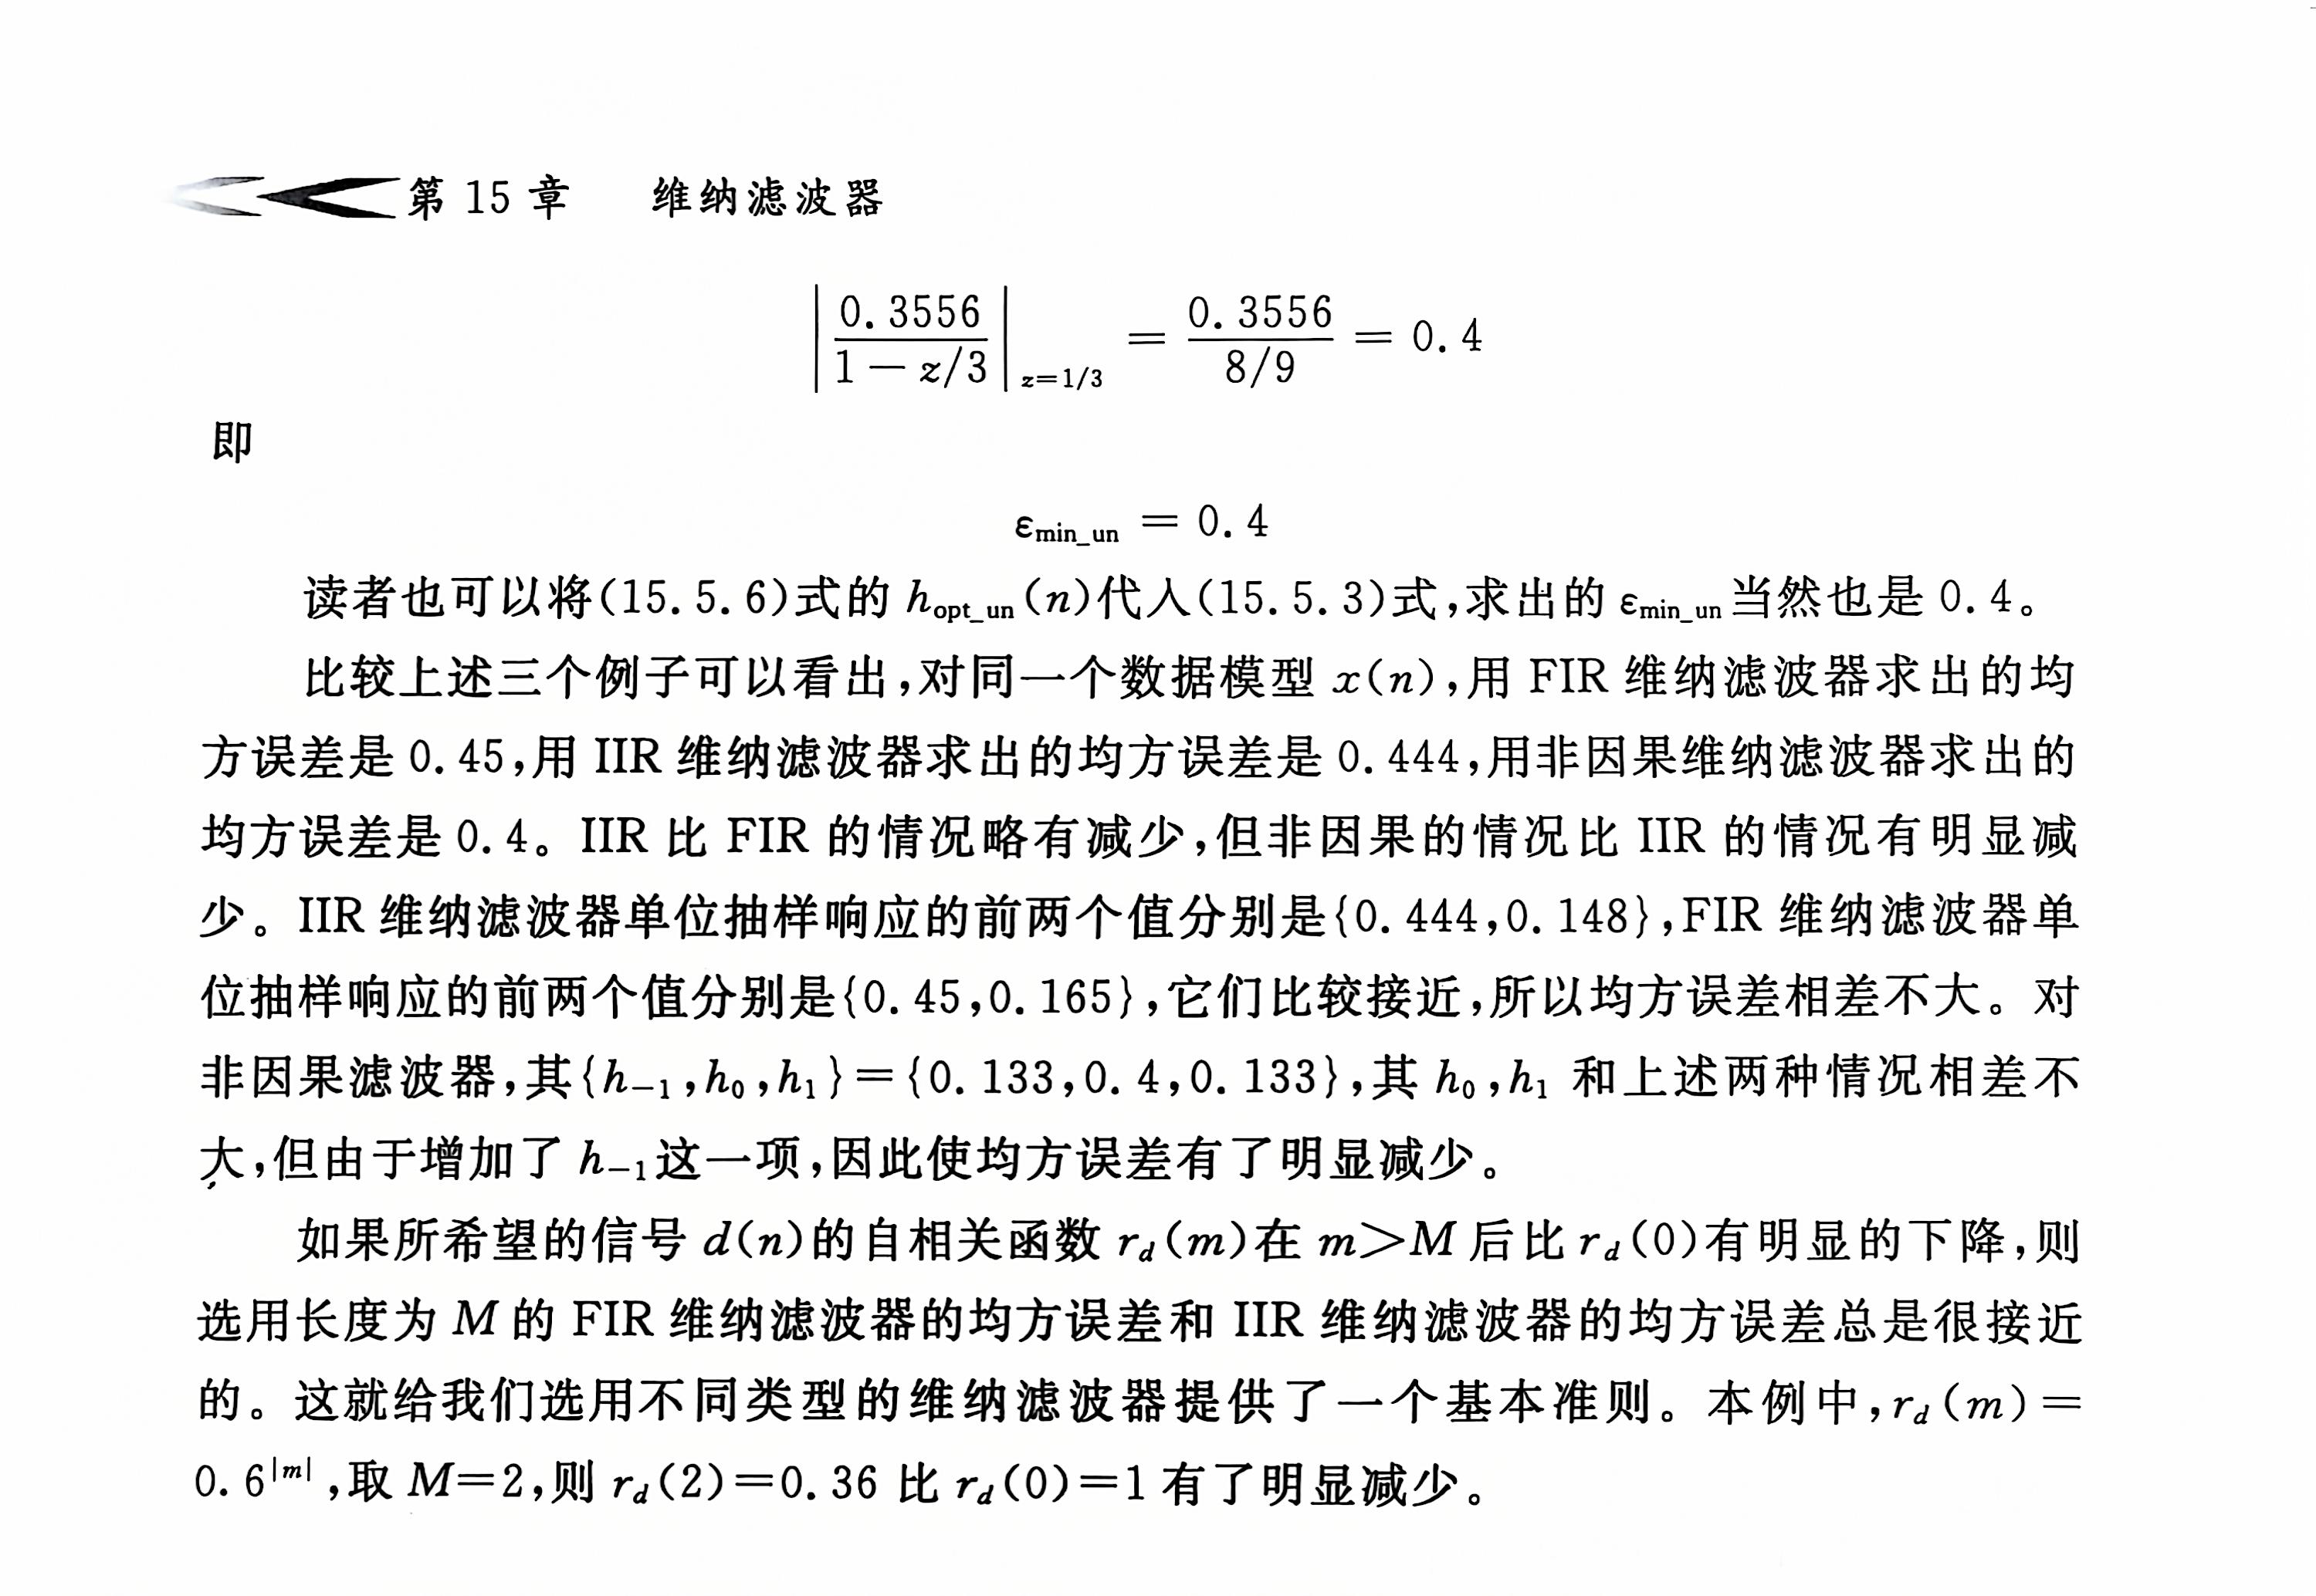 第 15 章 维纳滤波器
| 0.3556 / (1 − z/3) |_{z=1/3} = 0.3556 / (8/9) = 0.4
即
ε_{min_un} = 0.4
读者也可以将(15.5.6)式的 h_{opt_un}(n)代入(15.5.3)式,求出的 ε_{min_un}当然也是 0.4。
比较上述三个例子可以看出,对同一个数据模型 x(n),用 FIR 维纳滤波器求出的均
方误差是 0.45,用 IIR 维纳滤波器求出的均方误差是 0.444,用非因果维纳滤波器求出的
均方误差是 0.4。IIR 比 FIR 的情况略有减少,但非因果的情况比 IIR 的情况有明显减
少。IIR 维纳滤波器单位抽样响应的前两个值分别是{0.444,0.148},FIR 维纳滤波器单
位抽样响应的前两个值分别是{0.45,0.165},它们比较接近,所以均方误差相差不大。对
非因果滤波器,其{h₋₁,h₀,h₁}={0.133,0.4,0.133},其 h₀,h₁ 和上述两种情况相差不
大,但由于增加了 h₋₁这一项,因此使均方误差有了明显减少。
如果所希望的信号 d(n)的自相关函数 r_d(m)在 m>M 后比 r_d(0)有明显的下降,则
选用长度为 M 的 FIR 维纳滤波器的均方误差和 IIR 维纳滤波器的均方误差总是很接近
的。这就给我们选用不同类型的维纳滤波器提供了一个基本准则。本例中,r_d(m)=
0.6^{|m|},取 M=2,则 r_d(2)=0.36 比 r_d(0)=1 有了明显减少。